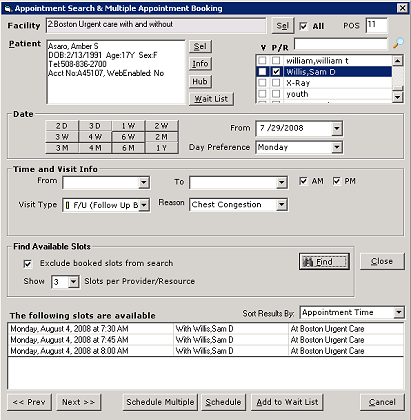 Appointment Search & Multiple Appointment Booking
Facility 2:Boston Urgent care with and without Sel All POS 11
Patient Asaro, Amber S
DOB:2/13/1991 Age:17Y Sex:F
Tel:508-836-2700
Acct No:A45107, WebEnabled: No
Sel
Info
Hub
Wait List
V P/R
william,william t
Willis,Sam D
X-Ray
youth
Date
2 D 3 D 1 W 2 W
3 W 4 W 6 W 2 M
3 M 4 M 6 M 1 Y
From 7 /29/2008
Day Preference Monday
Time and Visit Info
From To AM PM
Visit Type F/U (Follow Up B Reason Chest Congestion
Find Available Slots
Exclude booked slots from search
Show 3 Slots per Provider/Resource
Find
Close
The following slots are available Sort Results By: Appointment Time
Monday, August 4, 2008 at 7:30 AM With Willis,Sam D At Boston Urgent Care
Monday, August 4, 2008 at 7:45 AM With Willis,Sam D At Boston Urgent Care
Monday, August 4, 2008 at 8:00 AM With Willis,Sam D At Boston Urgent Care
<< Prev Next >> Schedule Multiple Schedule Add to Wait List Cancel